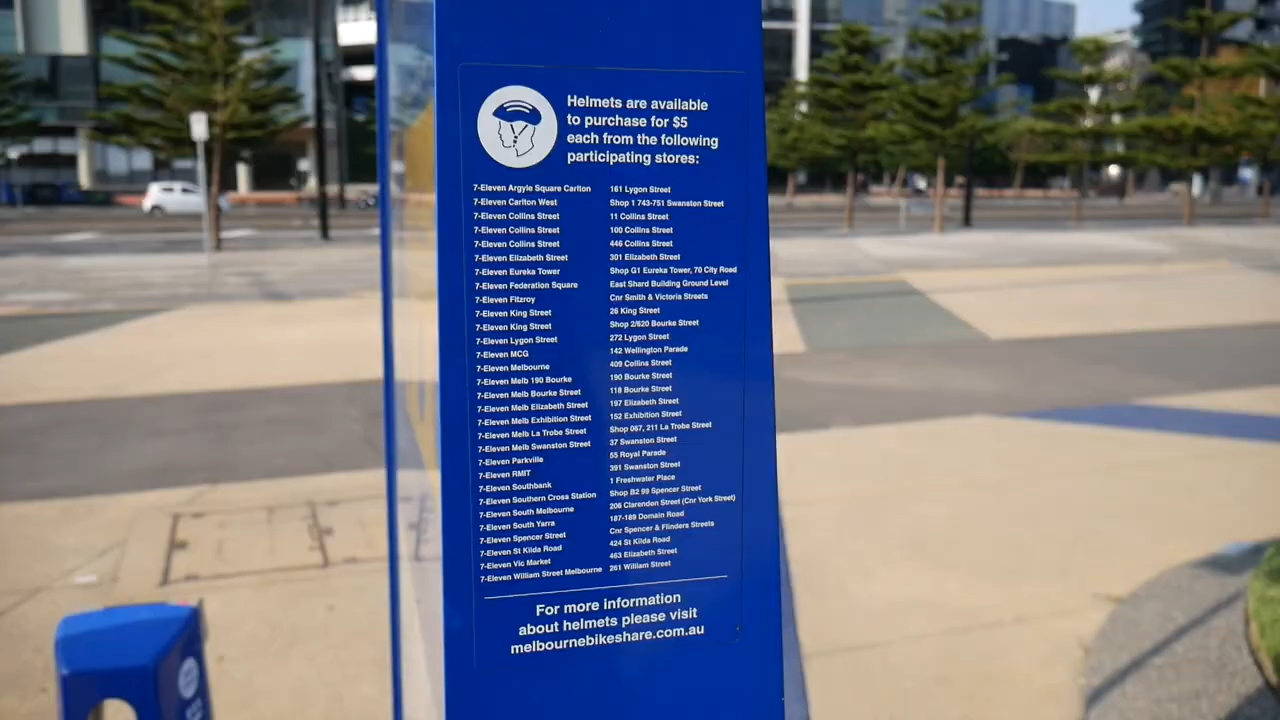 Helmets are available
to purchase for $5
each from the following
participating stores:
7-Eleven Argyle Square Carlton 161 Lygon Street
7-Eleven Carlton West Shop 1 743-751 Swanston Street
7-Eleven Collins Street 11 Collins Street
7-Eleven Collins Street 100 Collins Street
7-Eleven Collins Street 446 Collins Street
7-Eleven Elizabeth Street 301 Elizabeth Street
7-Eleven Eureka Tower Shop G1 Eureka Tower, 70 City Road
7-Eleven Federation Square East Shard Building Ground Level
7-Eleven Fitzroy Cnr Smith & Victoria Streets
7-Eleven King Street 26 King Street
7-Eleven King Street Shop 2/620 Bourke Street
7-Eleven Lygon Street 272 Lygon Street
7-Eleven MCG 142 Wellington Parade
7-Eleven Melbourne 409 Collins Street
7-Eleven Melb 190 Bourke 190 Bourke Street
7-Eleven Melb Bourke Street 118 Bourke Street
7-Eleven Melb Elizabeth Street 197 Elizabeth Street
7-Eleven Melb Exhibition Street 152 Exhibition Street
7-Eleven Melb La Trobe Street Shop 067, 211 La Trobe Street
7-Eleven Melb Swanston Street 37 Swanston Street
7-Eleven Parkville 55 Royal Parade
7-Eleven RMIT 391 Swanston Street
7-Eleven Southbank 1 Freshwater Place
7-Eleven Southern Cross Station Shop B2 99 Spencer Street
7-Eleven South Melbourne 206 Clarendon Street (Cnr York Street)
7-Eleven South Yarra 187-189 Domain Road
7-Eleven Spencer Street Cnr Spencer & Flinders Streets
7-Eleven St Kilda Road 424 St Kilda Road
7-Eleven Vic Market 463 Elizabeth Street
7-Eleven William Street Melbourne 261 William Street
For more information
about helmets please visit
melbournebikeshare.com.au